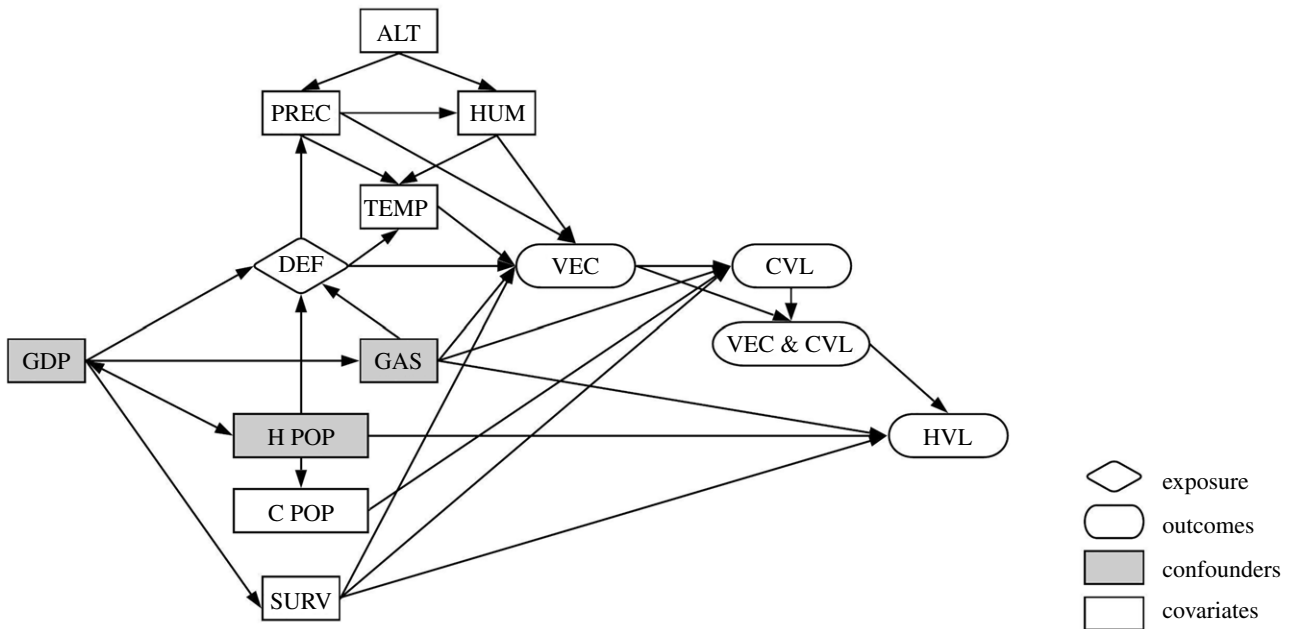 ALT
PREC
HUM
TEMP
DEF
VEC
CVL
VEC & CVL
GDP
GAS
H POP
HVL
C POP
SURV
exposure
outcomes
confounders
covariates